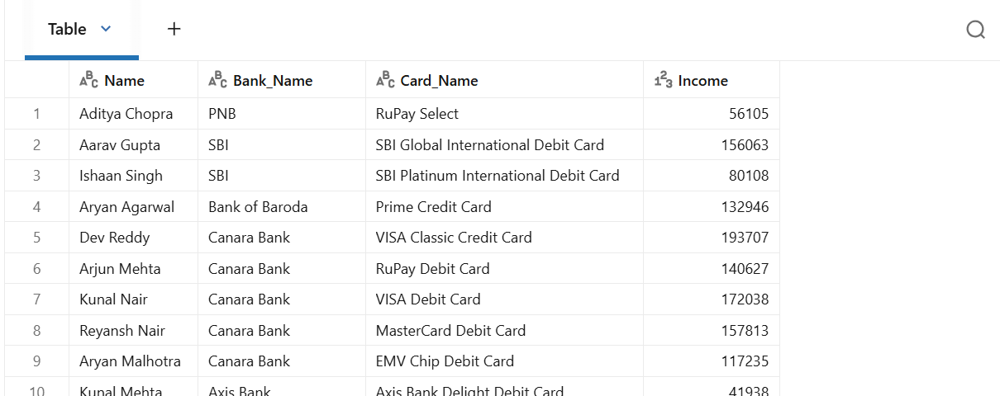 Table +
ABC Name ABC Bank_Name ABC Card_Name 123 Income
1 Aditya Chopra PNB RuPay Select 56105
2 Aarav Gupta SBI SBI Global International Debit Card 156063
3 Ishaan Singh SBI SBI Platinum International Debit Card 80108
4 Aryan Agarwal Bank of Baroda Prime Credit Card 132946
5 Dev Reddy Canara Bank VISA Classic Credit Card 193707
6 Arjun Mehta Canara Bank RuPay Debit Card 140627
7 Kunal Nair Canara Bank VISA Debit Card 172038
8 Reyansh Nair Canara Bank MasterCard Debit Card 157813
9 Aryan Malhotra Canara Bank EMV Chip Debit Card 117235
10 Kunal Mehta Axis Bank Axis Bank Delight Debit Card 41938